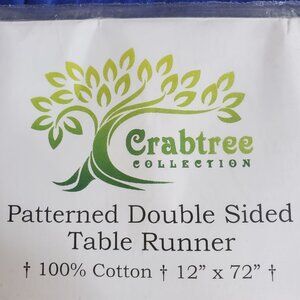 Crabtree
COLLECTION
Patterned Double Sided
Table Runner
† 100% Cotton † 12” x 72” †